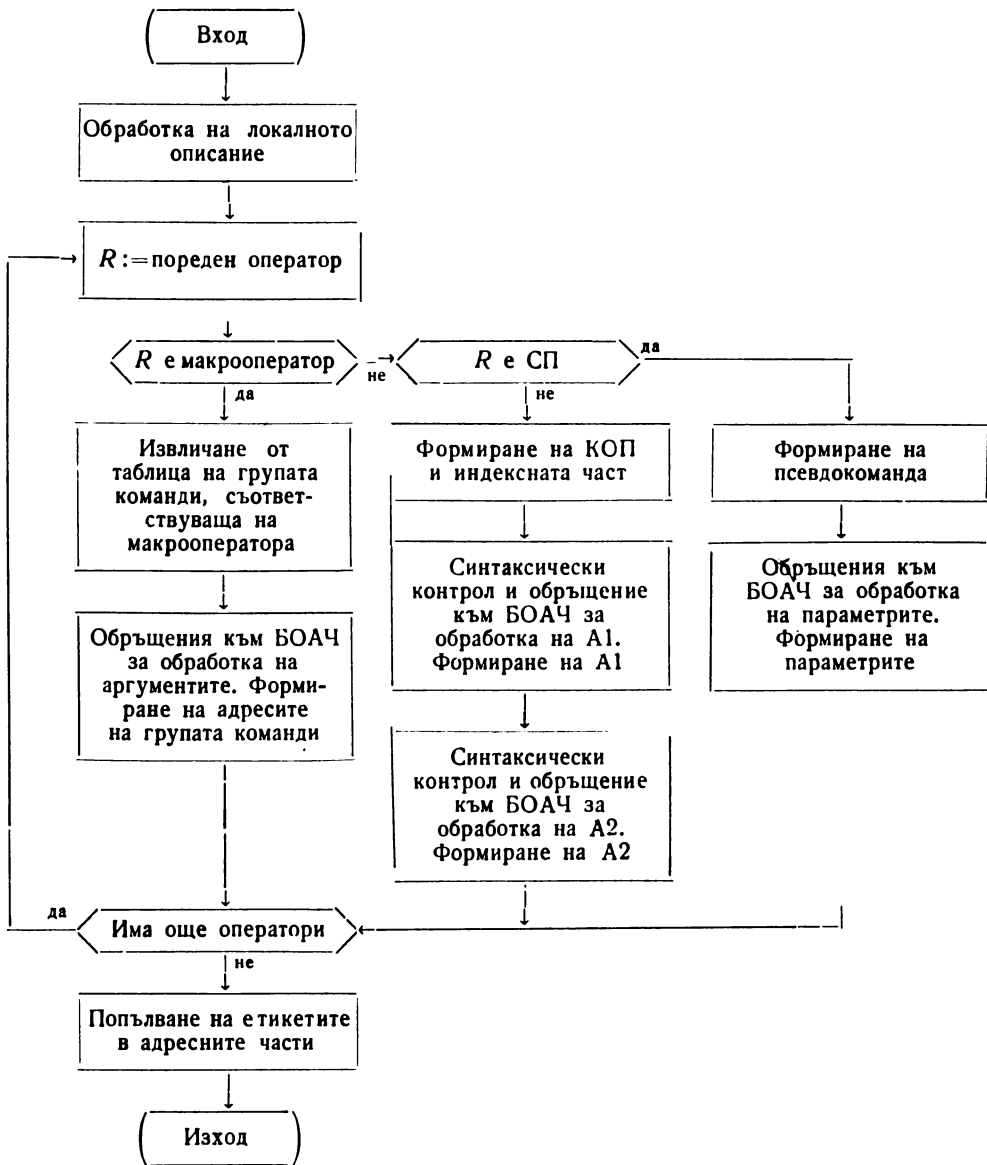 Вход
Обработка на локалното
описание
R:=пореден оператор
R е макрооператор
не
R е СП
да
да
не
Извличане от
таблица на групата
команди, съответ-
ствуваща на
макрооператора
Формиране на КОП
и индексната част
Формиране на
псевдокоманда
Синтаксически
контрол и обръщение
към БОАЧ за
обработка на А1.
Формиране на А1
Обръщения към
БОАЧ за обработка
на параметрите.
Формиране на
параметрите
Обръщения към БОАЧ
за обработка на
аргументите. Форми-
ране на адресите
на групата команди
Синтаксически
контрол и обръщение
към БОАЧ за
обработка на А2.
Формиране на А2
да
Има още оператори
не
Попълване на етикетите
в адресните части
Изход